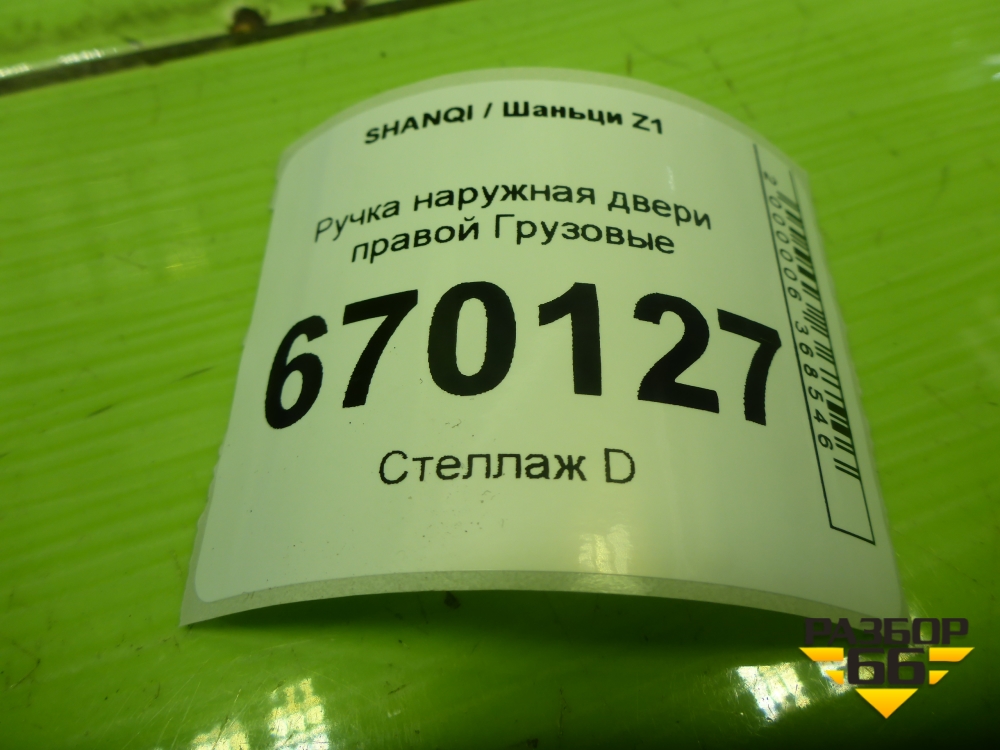 SHANQI / Шаньци Z1
Ручка наружная двери
правой Грузовые
670127
Стеллаж D
2000006368546
РАЗБОР
66